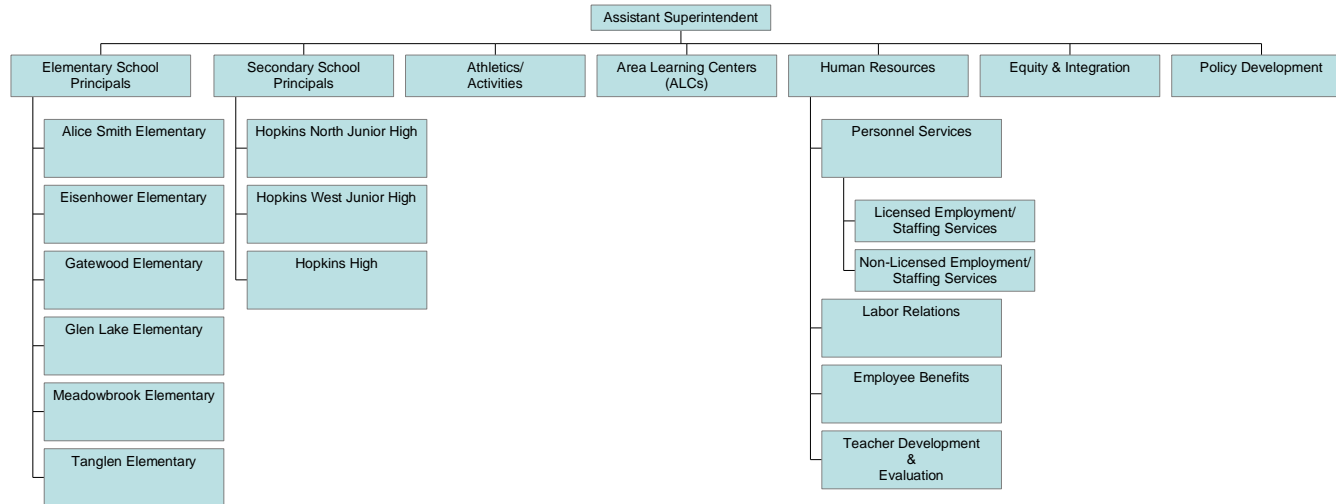 Assistant Superintendent
Elementary School
Principals
Secondary School
Principals
Athletics/
Activities
Area Learning Centers
(ALCs)
Human Resources
Equity & Integration
Policy Development
Alice Smith Elementary
Eisenhower Elementary
Gatewood Elementary
Glen Lake Elementary
Meadowbrook Elementary
Tanglen Elementary
Hopkins North Junior High
Hopkins West Junior High
Hopkins High
Personnel Services
Licensed Employment/
Staffing Services
Non-Licensed Employment/
Staffing Services
Labor Relations
Employee Benefits
Teacher Development
&
Evaluation